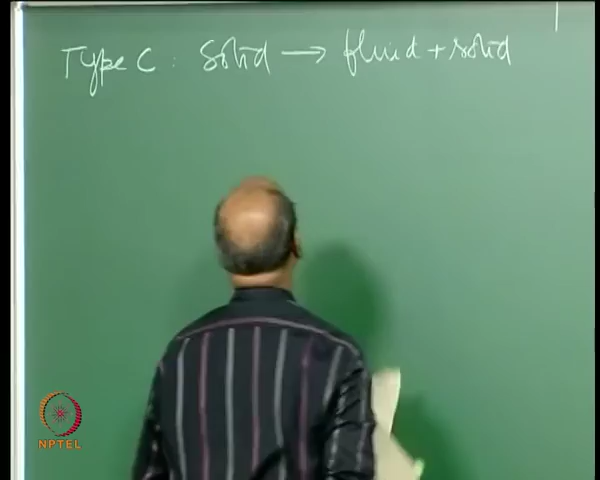 Type C : Solid → fluid + solid
NPTEL